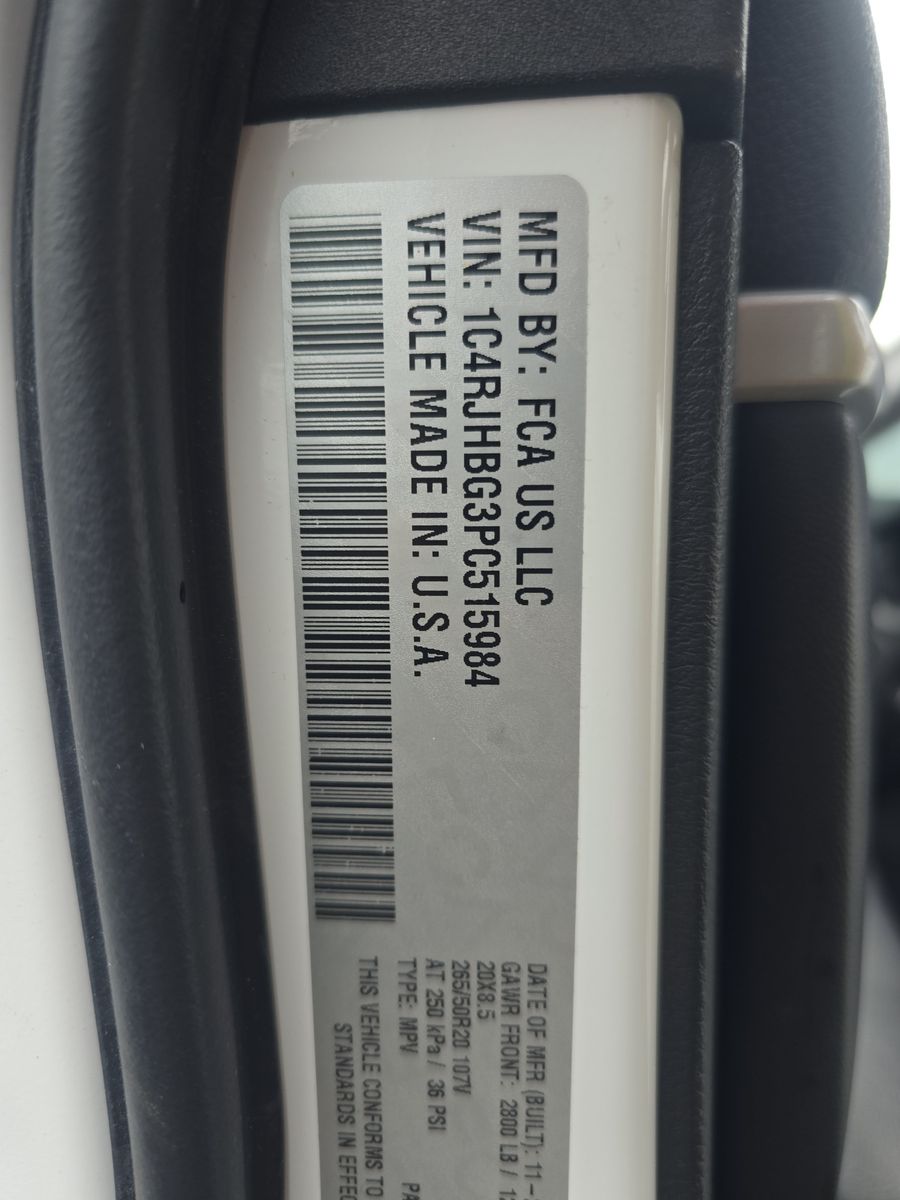 MFD BY: FCA US LLC
VIN: 1C4RJHBG3PC515984
VEHICLE MADE IN: U.S.A.
DATE OF MFR (BUILT): 11-
GAWR FRONT: 2800 LB /
20X8.5
265/50R20 107V
AT 250 kPa / 36 PSI
TYPE: MPV
THIS VEHICLE CONFORMS TO
STANDARDS IN